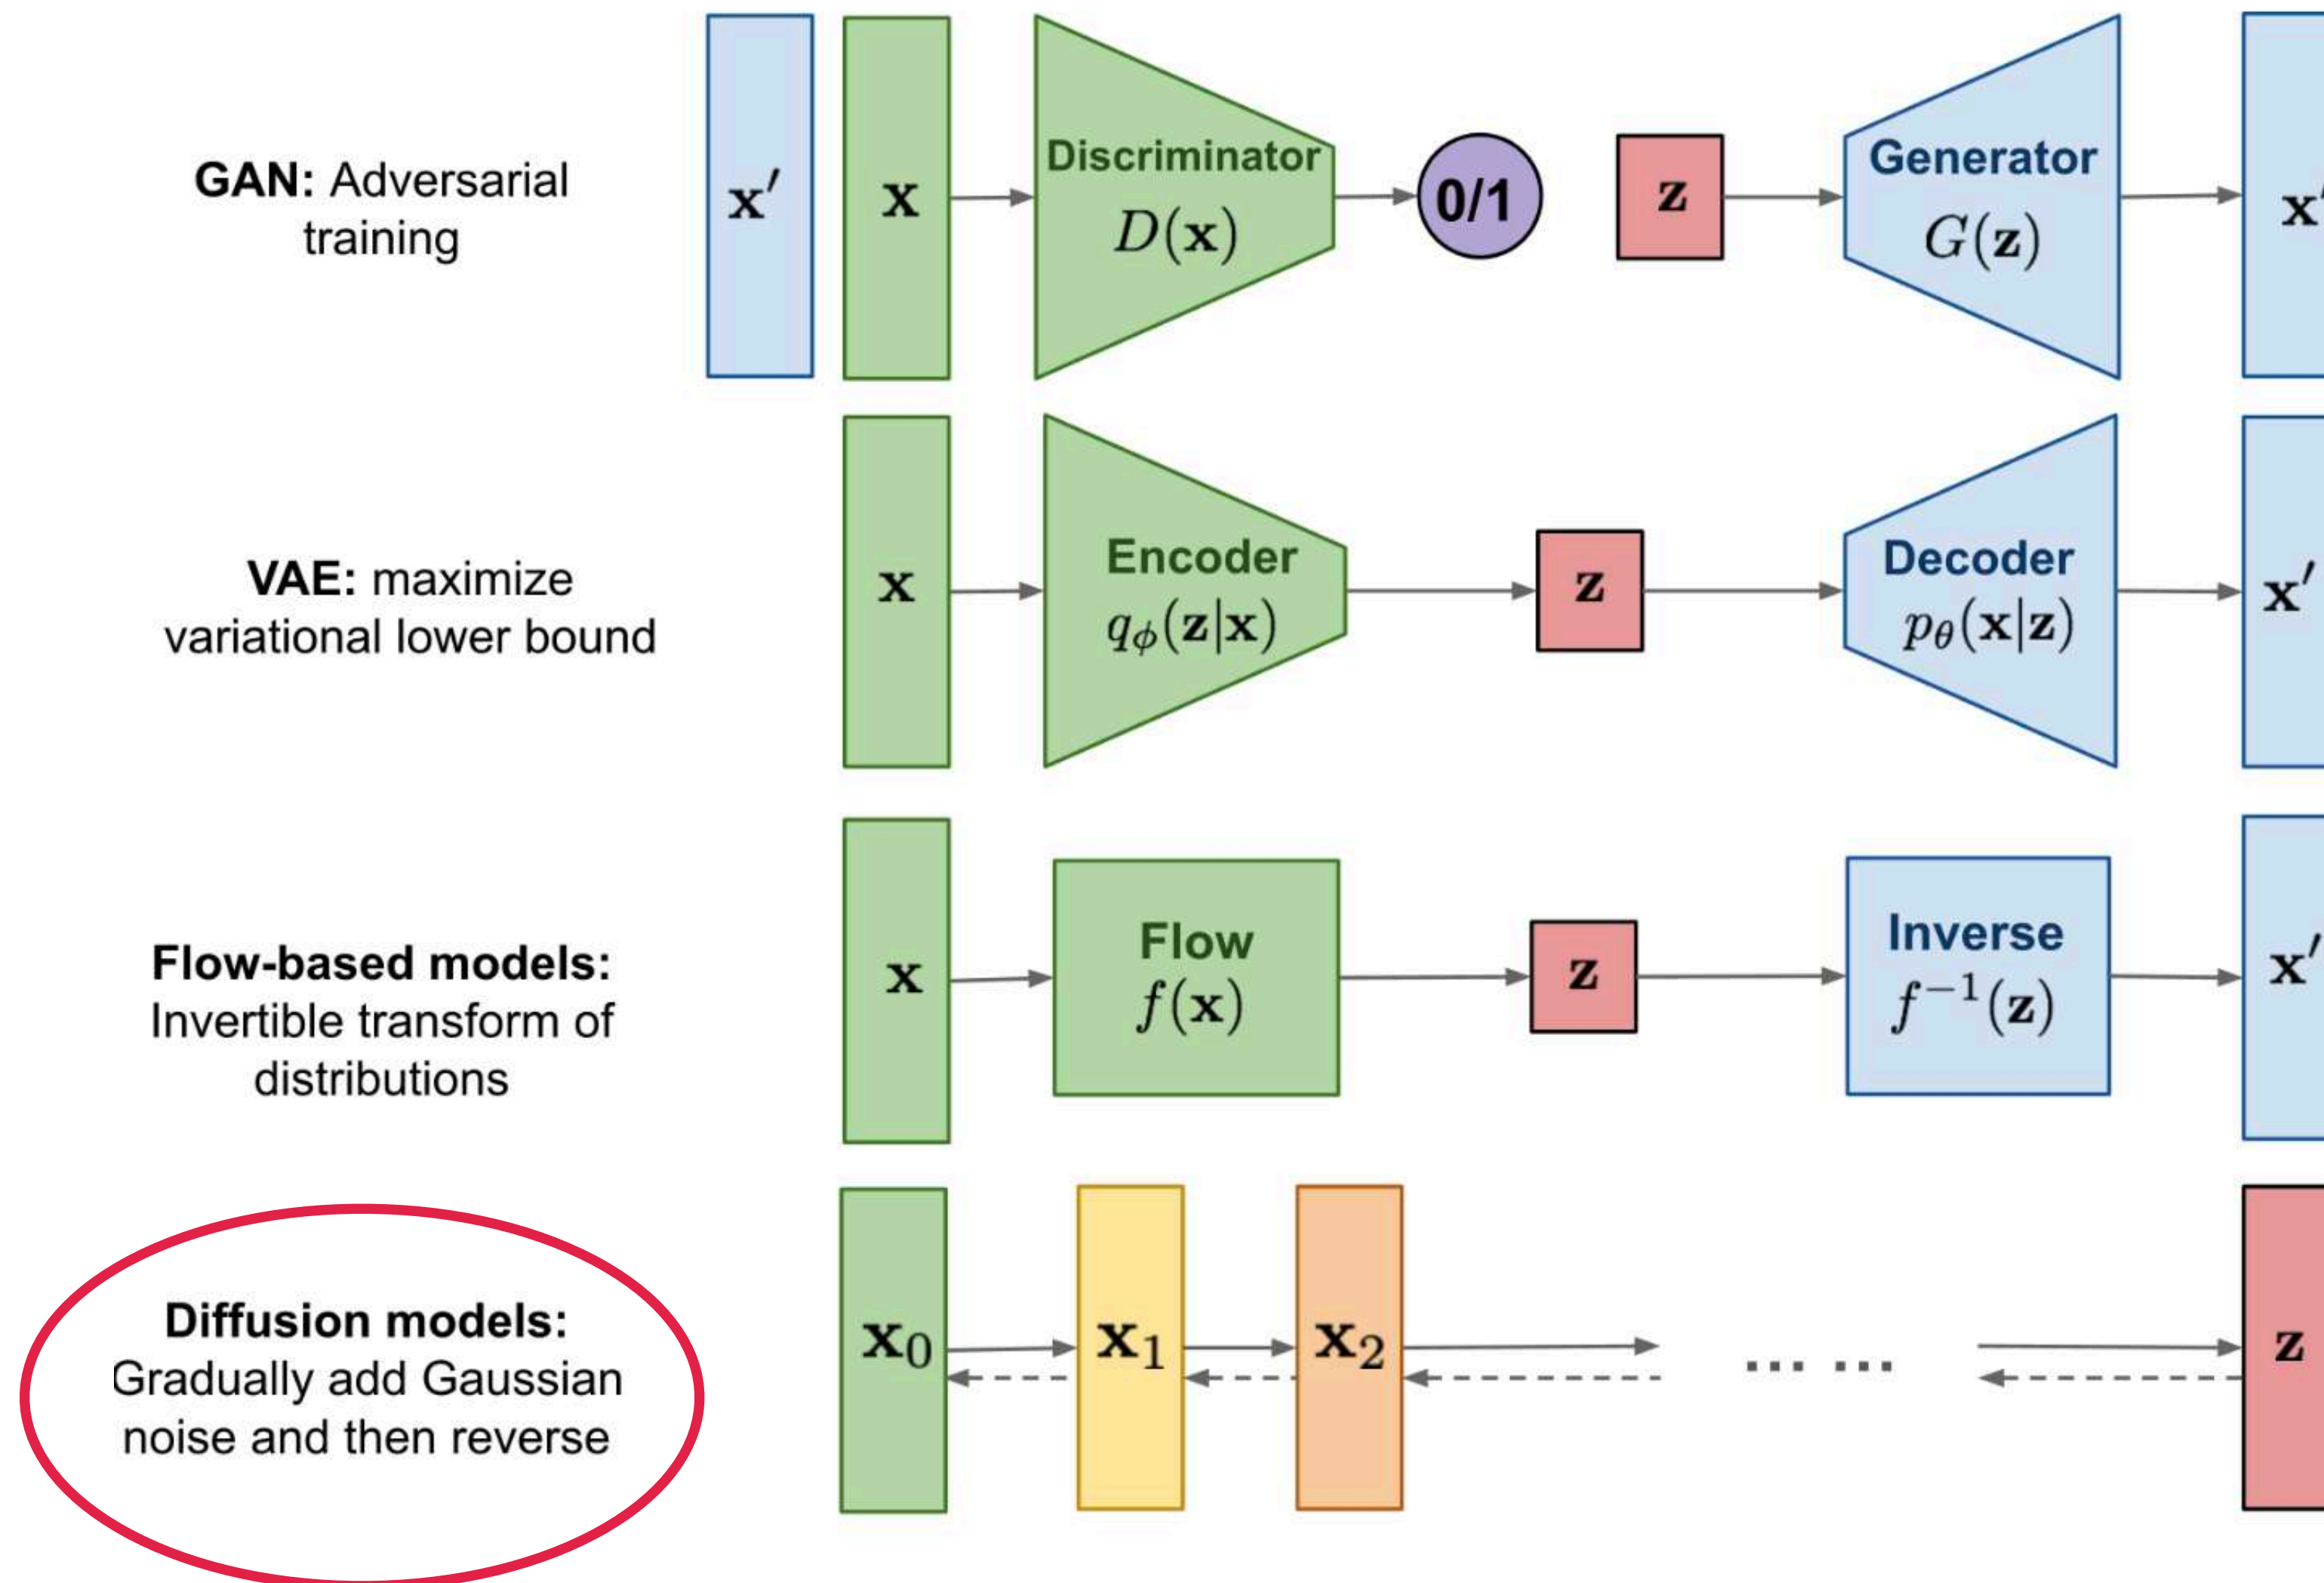 GAN: Adversarial
training
x′ x Discriminator
D(x)
0/1 z Generator
G(z)
x′
VAE: maximize
variational lower bound
x Encoder
qϕ(z|x)
z Decoder
pθ(x|z)
x′
Flow-based models:
Invertible transform of
distributions
x Flow
f(x)
z Inverse
f⁻¹(z)
x′
Diffusion models:
Gradually add Gaussian
noise and then reverse
x₀ x₁ x₂ ... ... z